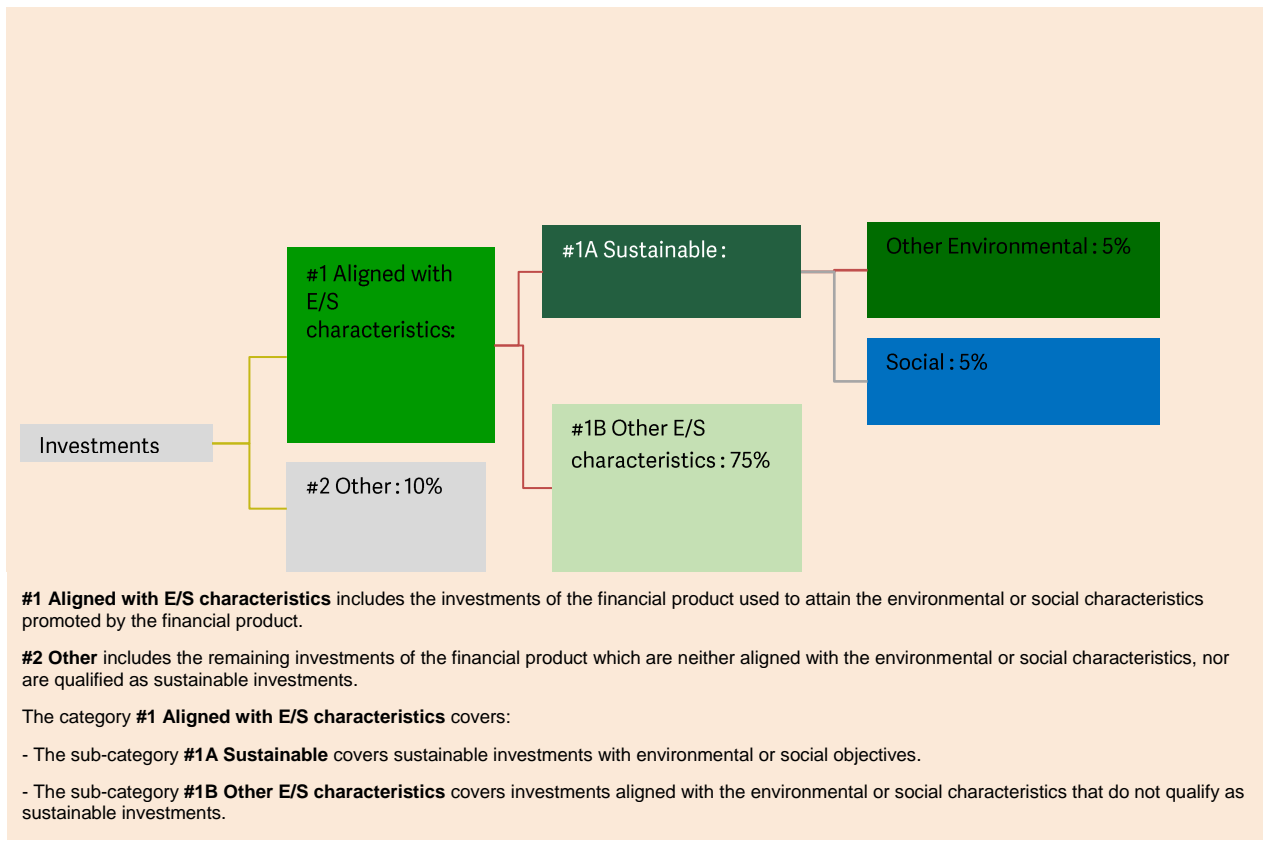 #1A Sustainable :
Other Environmental : 5%
#1 Aligned with
E/S
characteristics:
Social : 5%
#1B Other E/S
characteristics : 75%
Investments
#2 Other : 10%
#1 Aligned with E/S characteristics includes the investments of the financial product used to attain the environmental or social characteristics
promoted by the financial product.
#2 Other includes the remaining investments of the financial product which are neither aligned with the environmental or social characteristics, nor
are qualified as sustainable investments.
The category #1 Aligned with E/S characteristics covers:
- The sub-category #1A Sustainable covers sustainable investments with environmental or social objectives.
- The sub-category #1B Other E/S characteristics covers investments aligned with the environmental or social characteristics that do not qualify as
sustainable investments.